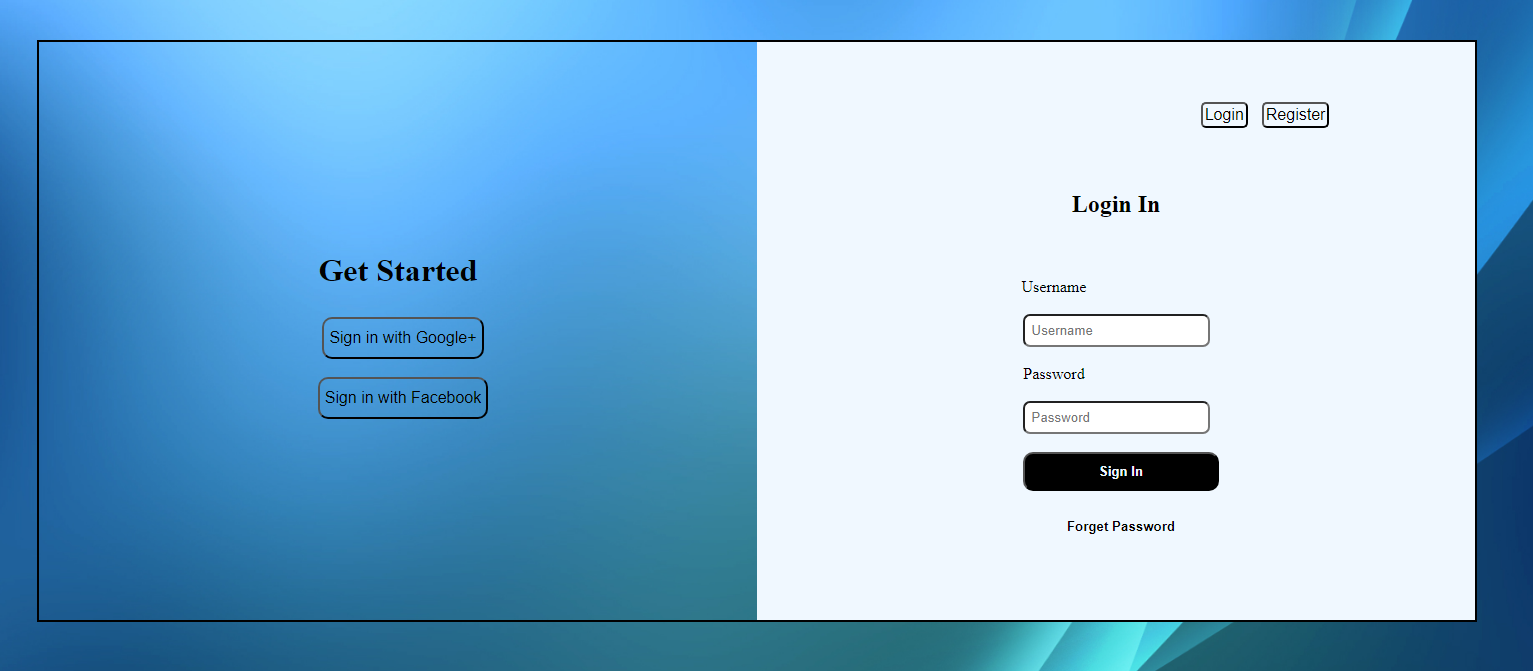 Get Started
Sign in with Google+
Sign in with Facebook
Login
Register
Login In
Username
Username
Password
Password
Sign In
Forget Password